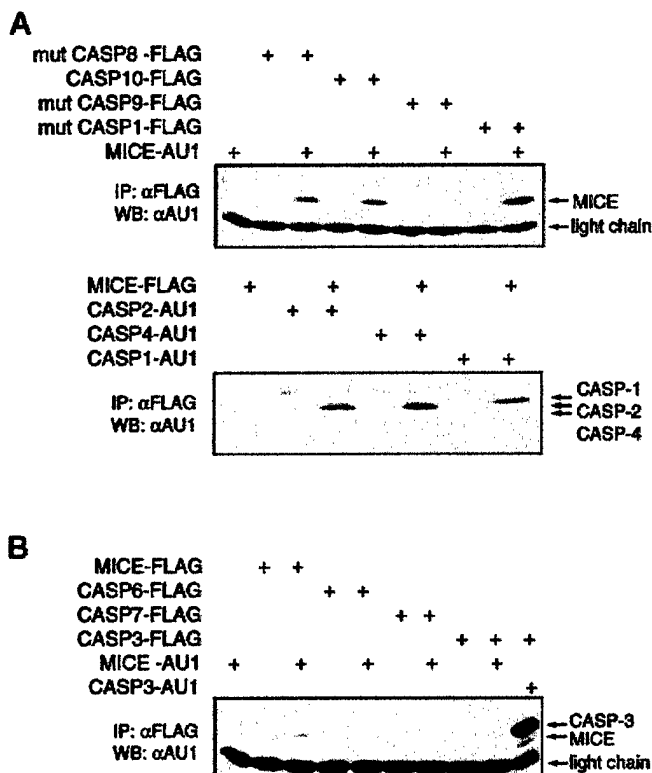 A
mut CASP8 -FLAG + +
CASP10-FLAG + +
mut CASP9-FLAG + +
mut CASP1-FLAG + +
MICE-AU1 + + + + +
IP: αFLAG
WB: αAU1
MICE
light chain
MICE-FLAG + + + +
CASP2-AU1 + +
CASP4-AU1 + +
CASP1-AU1 + +
IP: αFLAG
WB: αAU1
CASP-1
CASP-2
CASP-4
B
MICE-FLAG + +
CASP6-FLAG + +
CASP7-FLAG + +
CASP3-FLAG + + +
MICE -AU1 + + + + +
CASP3-AU1 +
IP: αFLAG
WB: αAU1
CASP-3
MICE
light chain